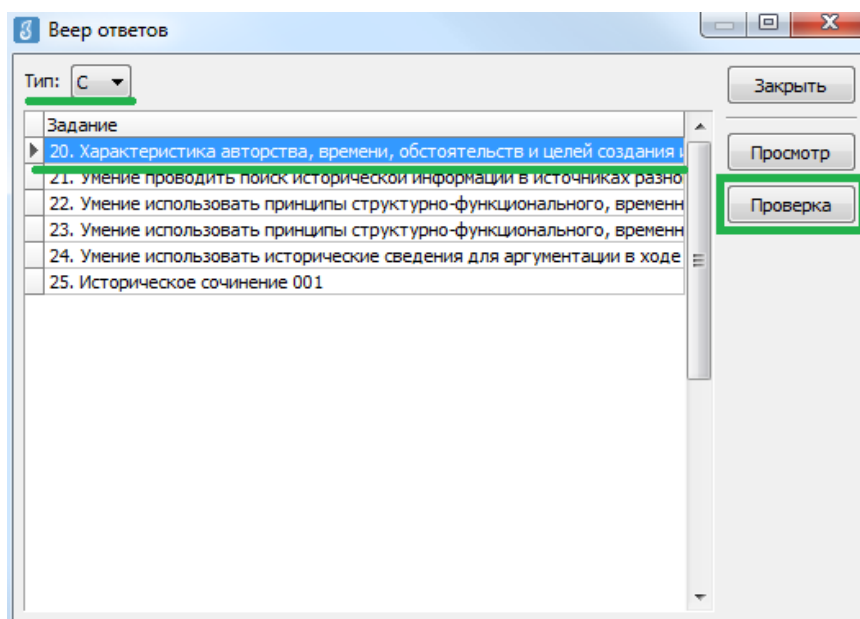 Веер ответов
Тип: С
Закрыть
Задание
20. Характеристика авторства, времени, обстоятельств и целей создания и
Просмотр
21. Умение проводить поиск исторической информации в источниках разно
22. Умение использовать принципы структурно-функционального, временн
Проверка
23. Умение использовать принципы структурно-функционального, временн
24. Умение использовать исторические сведения для аргументации в ходе
25. Историческое сочинение 001